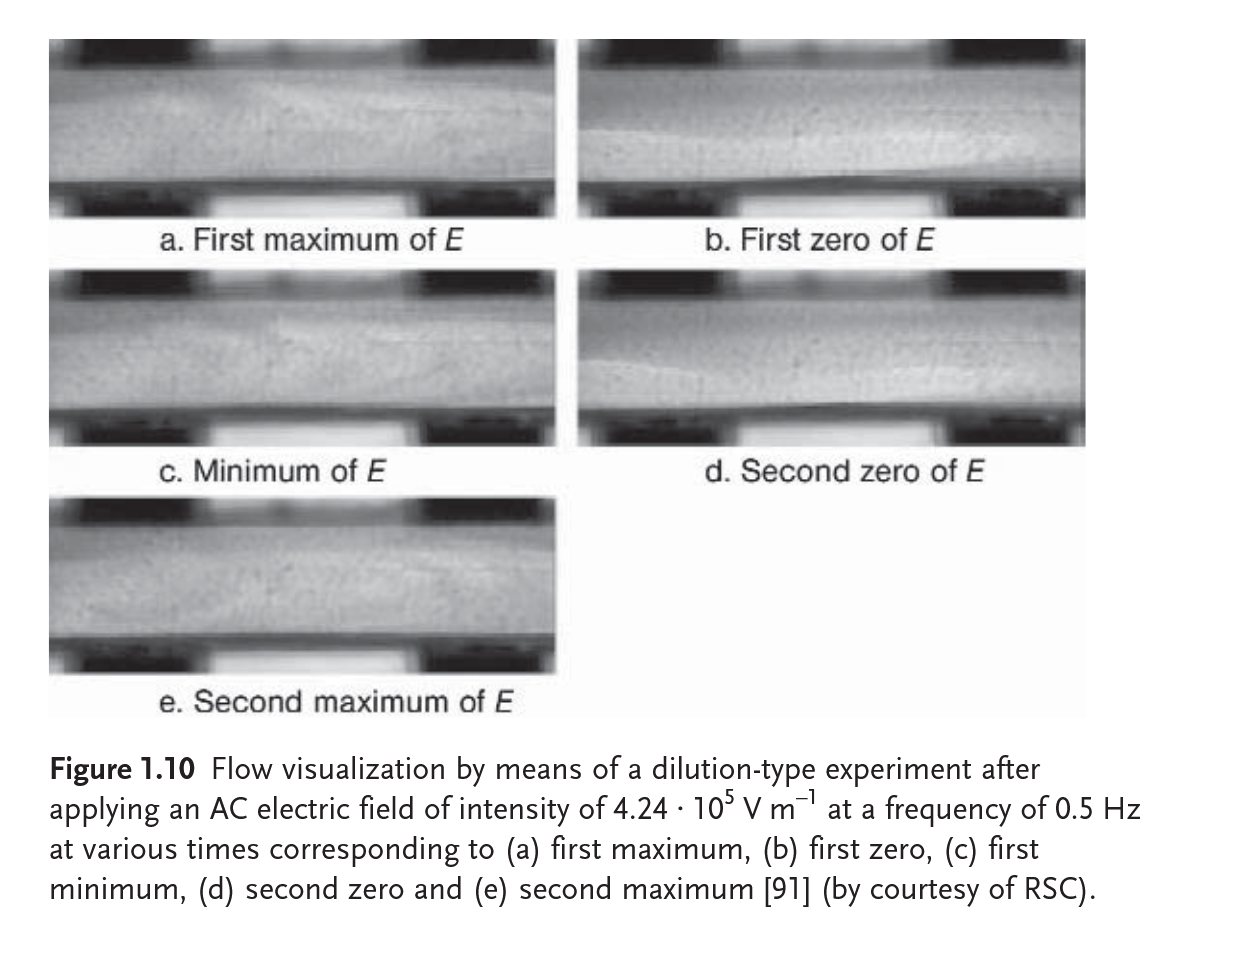 a. First maximum of E
b. First zero of E
c. Minimum of E
d. Second zero of E
e. Second maximum of E
Figure 1.10 Flow visualization by means of a dilution-type experiment after
applying an AC electric field of intensity of 4.24 · 10⁵ V m⁻¹ at a frequency of 0.5 Hz
at various times corresponding to (a) first maximum, (b) first zero, (c) first
minimum, (d) second zero and (e) second maximum [91] (by courtesy of RSC).